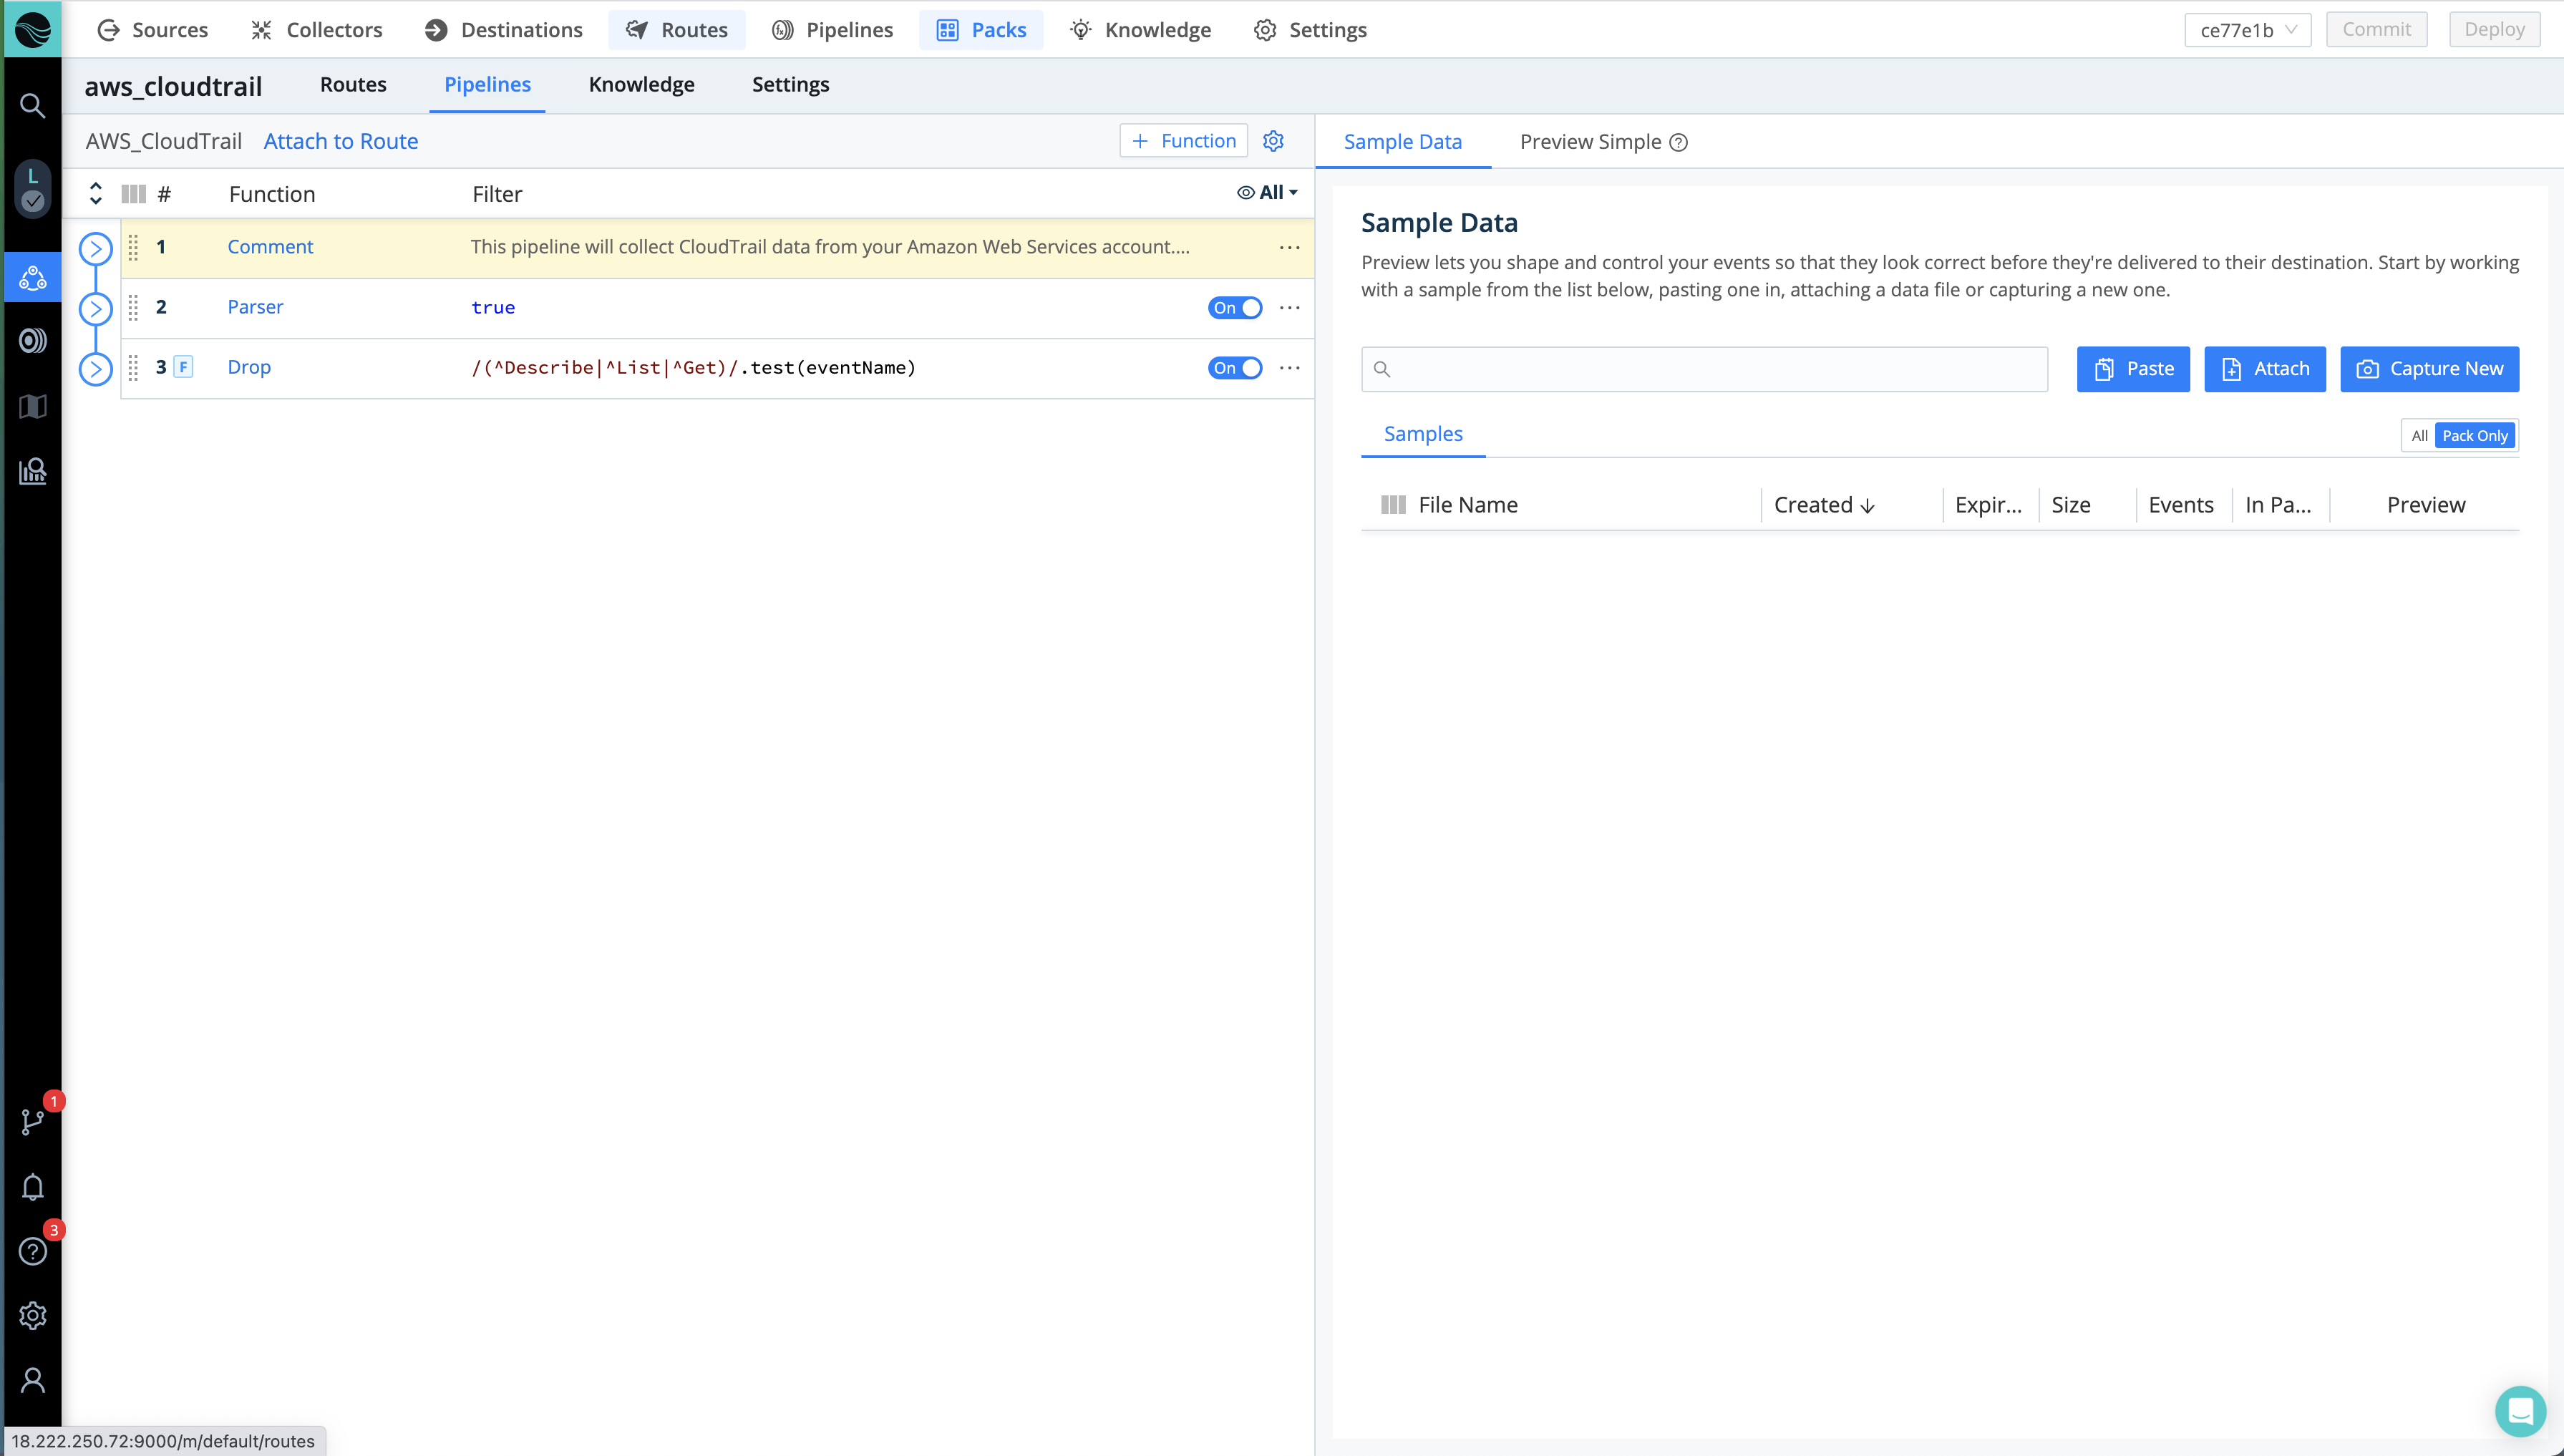 Sources Collectors Destinations Routes Pipelines Packs Knowledge Settings ce77e1b Commit Deploy
aws_cloudtrail Routes Pipelines Knowledge Settings
AWS_CloudTrail Attach to Route + Function
# Function Filter All
1 Comment This pipeline will collect CloudTrail data from your Amazon Web Services account.... ...
2 Parser true On ...
3 F Drop /(^Describe|^List|^Get)/.test(eventName) On ...
Sample Data Preview Simple ?
Sample Data
Preview lets you shape and control your events so that they look correct before they're delivered to their destination. Start by working
with a sample from the list below, pasting one in, attaching a data file or capturing a new one.
Paste Attach Capture New
Samples All Pack Only
File Name Created ↓ Expir... Size Events In Pa... Preview
L
1
3
?
18.222.250.72:9000/m/default/routes